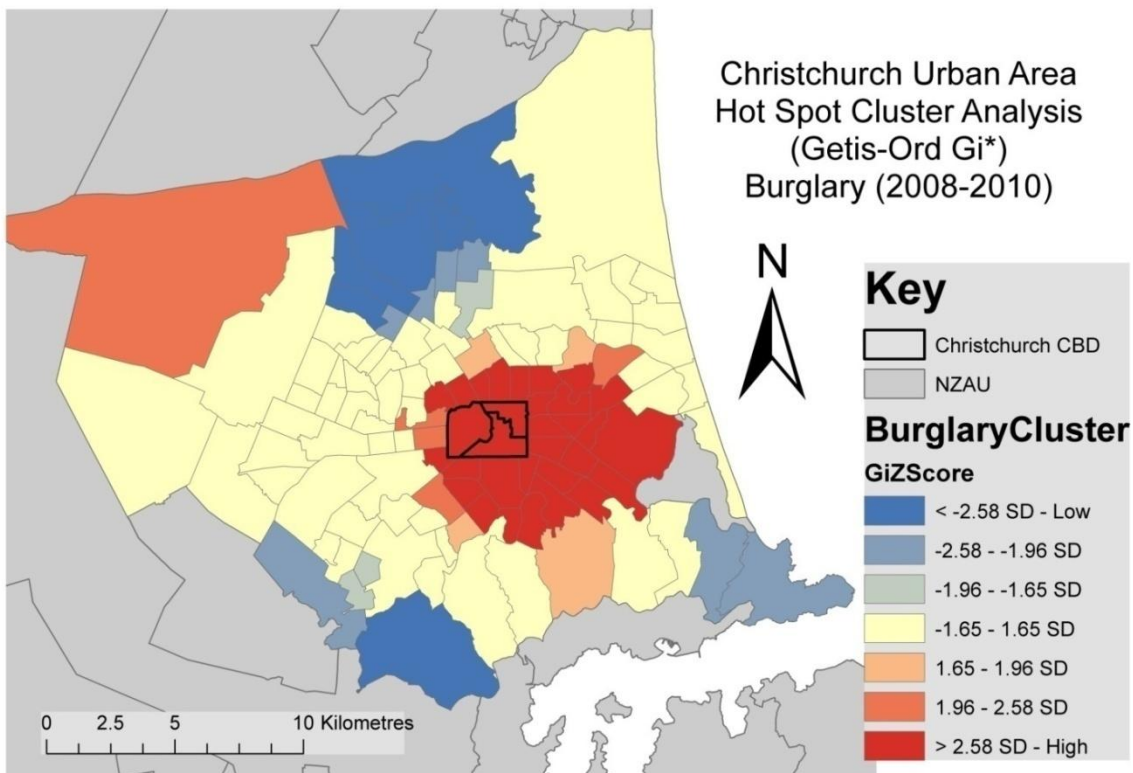 Christchurch Urban Area
Hot Spot Cluster Analysis
(Getis-Ord Gi*)
Burglary (2008-2010)
N
Key
Christchurch CBD
NZAU
BurglaryCluster
GiZScore
< -2.58 SD - Low
-2.58 - -1.96 SD
-1.96 - -1.65 SD
-1.65 - 1.65 SD
1.65 - 1.96 SD
1.96 - 2.58 SD
> 2.58 SD - High
0 2.5 5 10 Kilometres